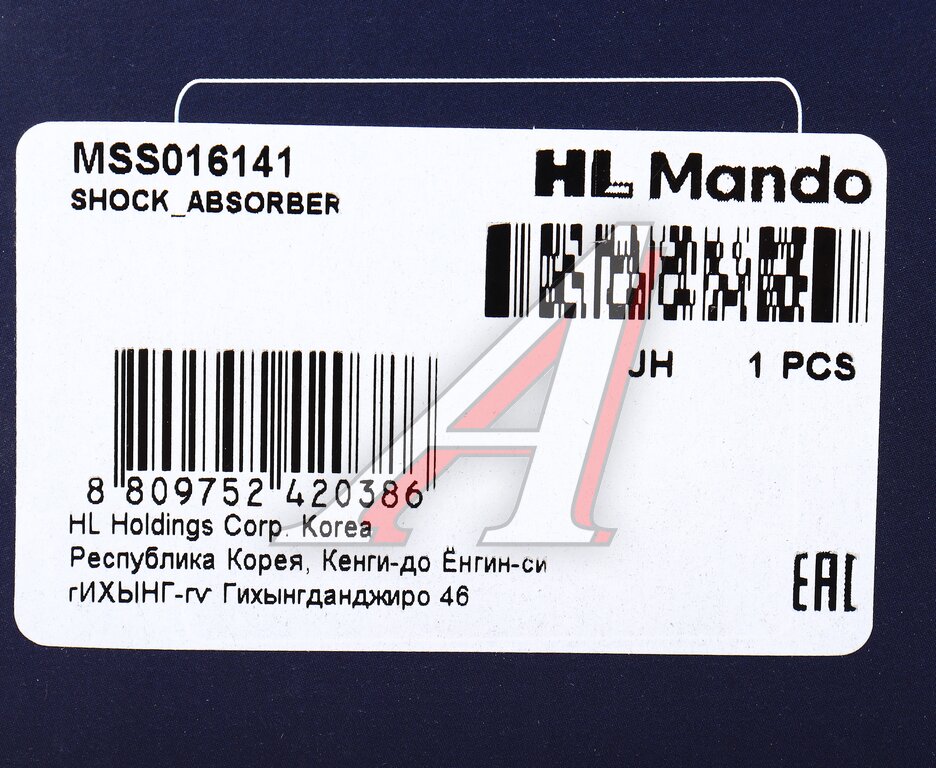 MSS016141
SHOCK_ABSORBER
HL Mando
JH 1 PCS
8 809752 420386
HL Holdings Corp. Korea
Республика Корея, Кенги-до Ёнгин-си
гИХЫНГ-гу Гихынгданджиро 46
EAC